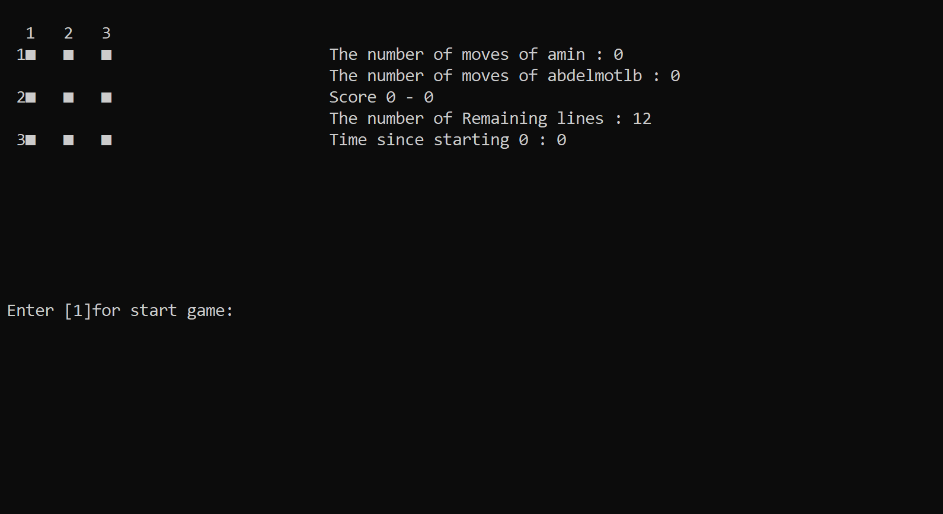 1 2 3
1■ ■ ■ The number of moves of amin : 0
The number of moves of abdelmotlb : 0
2■ ■ ■ Score 0 - 0
The number of Remaining lines : 12
3■ ■ ■ Time since starting 0 : 0
Enter [1]for start game: